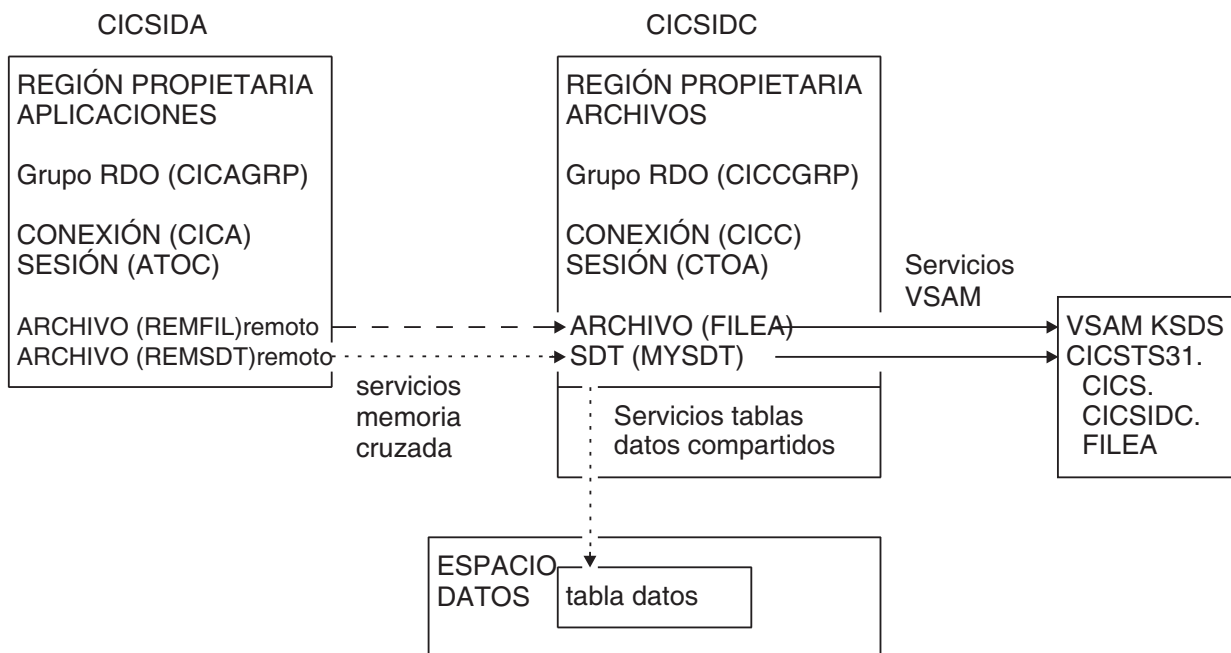 CICSIDA
REGIÓN PROPIETARIA
APLICACIONES
Grupo RDO (CICAGRP)
CONEXIÓN (CICA)
SESIÓN (ATOC)
ARCHIVO (REMFIL)remoto
ARCHIVO (REMSDT)remoto
servicios
memoria
cruzada
CICSIDC
REGIÓN PROPIETARIA
ARCHIVOS
Grupo RDO (CICCGRP)
CONEXIÓN (CICC)
SESIÓN (CTOA)
ARCHIVO (FILEA)
SDT (MYSDT)
Servicios tablas
datos compartidos
Servicios
VSAM
VSAM KSDS
CICSTS31.
CICS.
CICSIDC.
FILEA
ESPACIO
DATOS
tabla datos